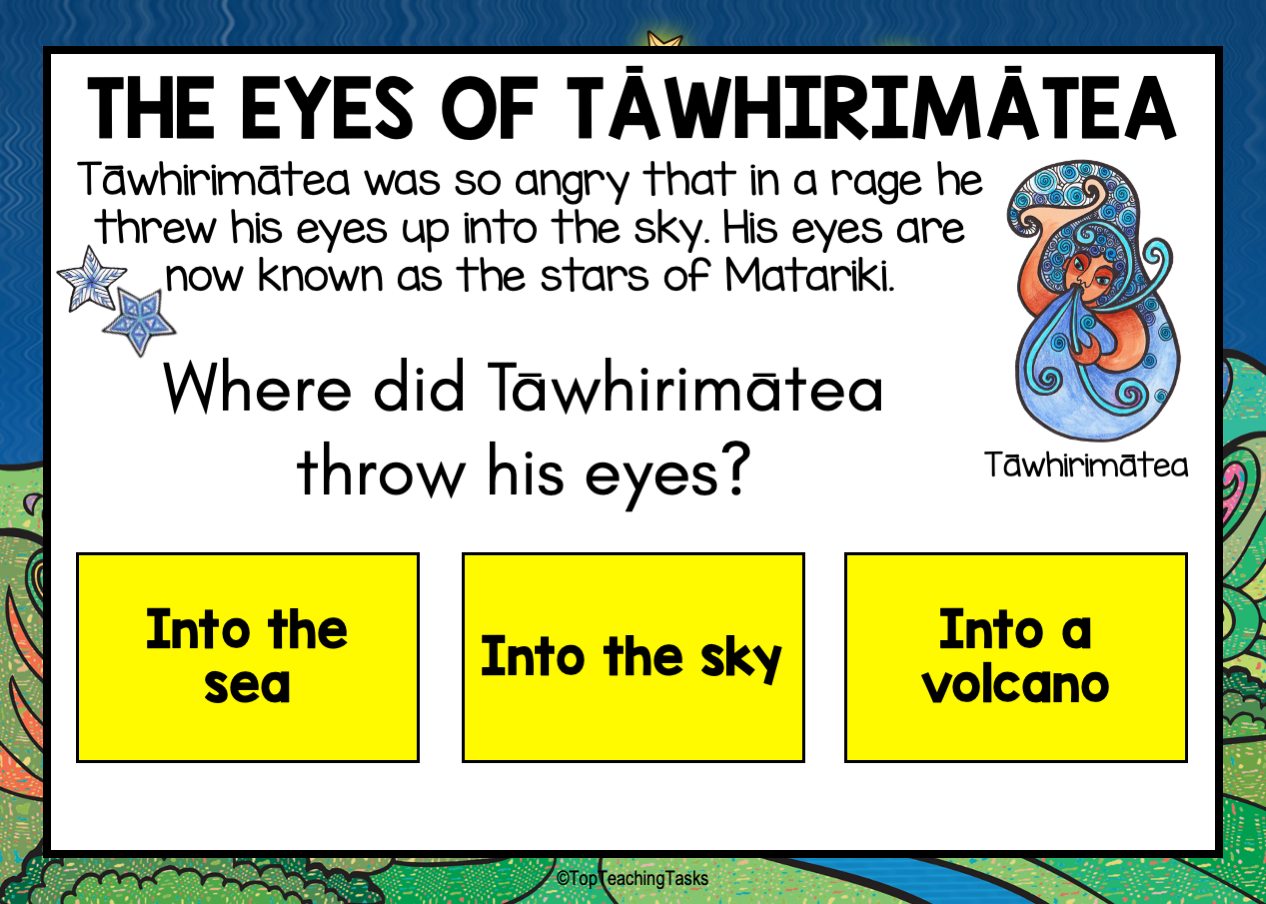 THE EYES OF TĀWHIRIMĀTEA
Tāwhirimātea was so angry that in a rage he
threw his eyes up into the sky. His eyes are
now known as the stars of Matariki.
Where did Tāwhirimātea
throw his eyes?
Tāwhirimātea
Into the
sea
Into the sky
Into a
volcano
©TopTeachingTasks